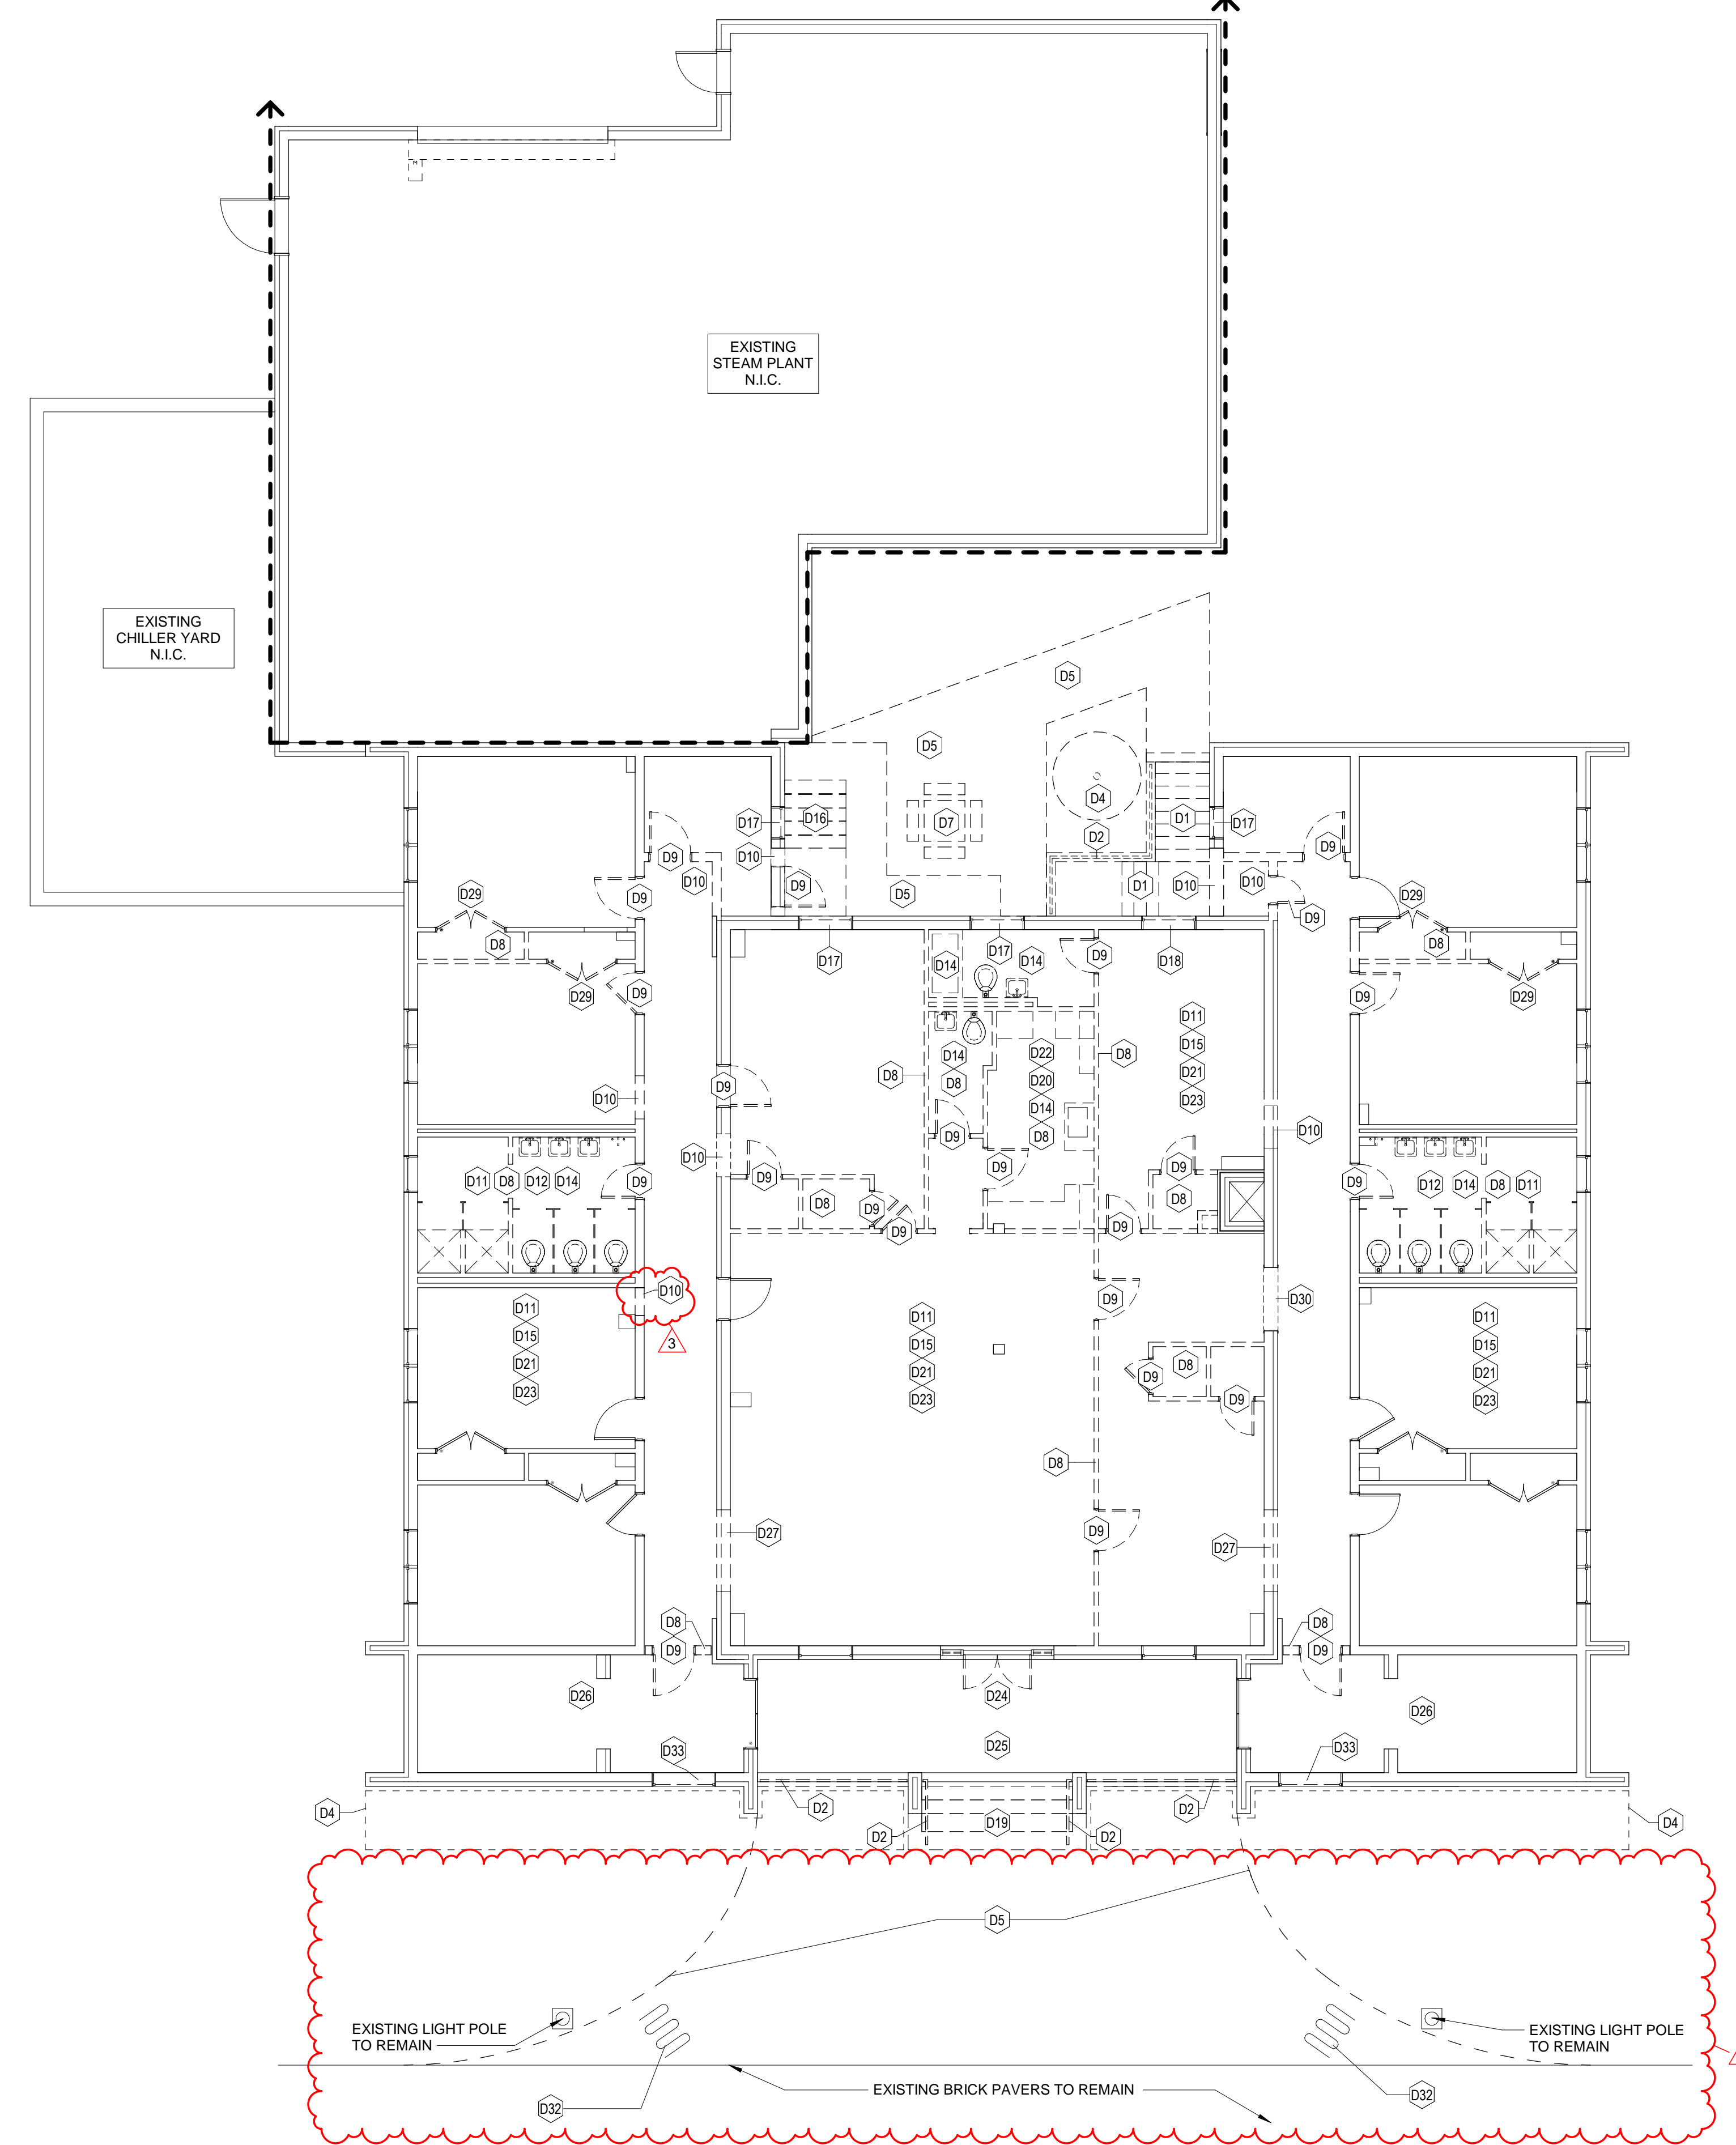 EXISTING
STEAM PLANT
N.I.C.
EXISTING
CHILLER YARD
N.I.C.
D5
D5
D4
D7
D16
D17
D1
D17
D2
D9
D10
D9
D10
D9
D29
D9
D10
D5
D1
D10
D10
D9
D29
D8
D29
D9
D17
D14
D17
D14
D9
D18
D8
D29
D9
D11
D15
D21
D23
D14
D8
D22
D20
D14
D8
D8
D8
D9
D10
D10
D9
D9
D9
D10
D11
D8
D12
D14
D9
D9
D8
D9
D9
D9
D8
D9
D9
D12
D14
D8
D11
D10
3
D9
D30
D11
D15
D21
D23
D11
D15
D21
D23
D11
D15
D21
D23
D9
D8
D9
D8
D27
D9
D27
D8
D9
D8
D9
D26
D24
D26
D25
D33
D33
D4
D2
D2
D19
D2
D2
D4
D5
EXISTING LIGHT POLE
TO REMAIN
EXISTING LIGHT POLE
TO REMAIN
EXISTING BRICK PAVERS TO REMAIN
D32
D32